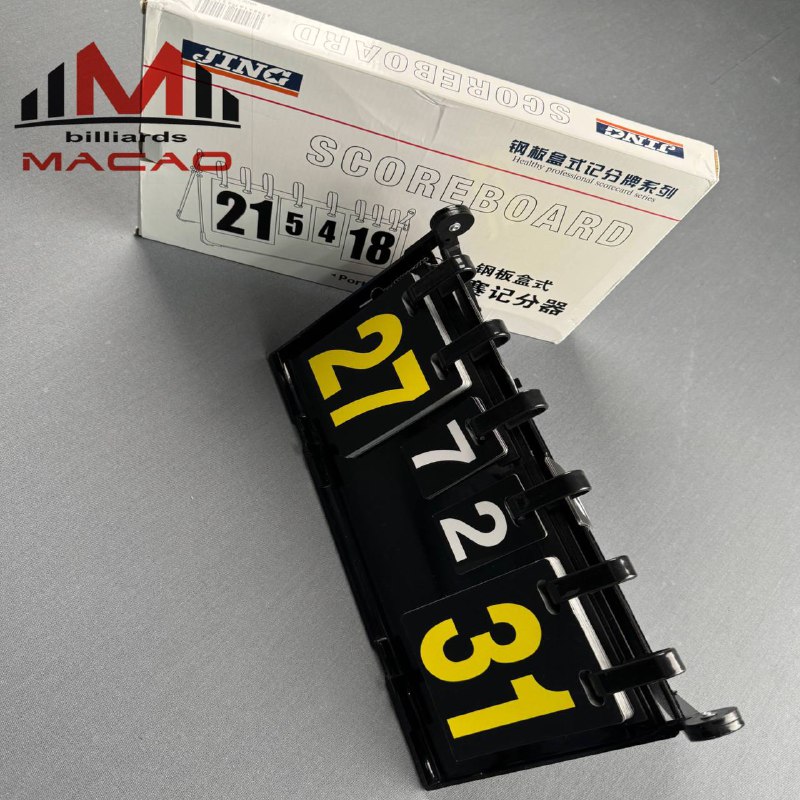 M
billiards
MACAO
JING
SCOREBOARD
JING
SCOREBOARD
钢板盒式记分牌系列
Healthy professional scorecard series
21 5 4 18
钢板盒式
赛记分器
27
7
2
31